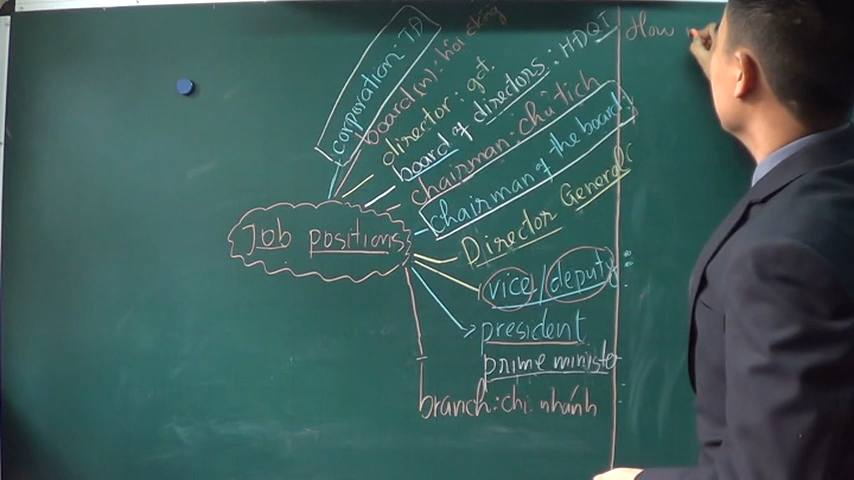 Job positions
corporation: TĐ
board(n): hội đồng
director: gđ.
board of directors: HĐQT
chairman: chủ tịch
chairman of the board
Director General
vice/deputy:
president
prime minister
branch: chi nhánh
How